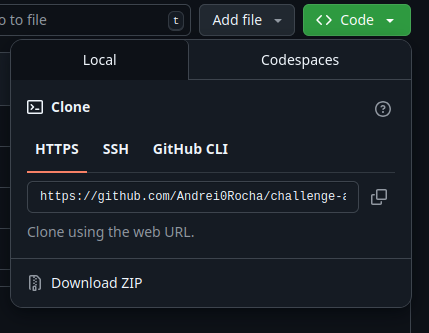 to file t Add file Code
Local Codespaces
Clone
HTTPS SSH GitHub CLI
https://github.com/Andrei0Rocha/challenge-a
Clone using the web URL.
Download ZIP